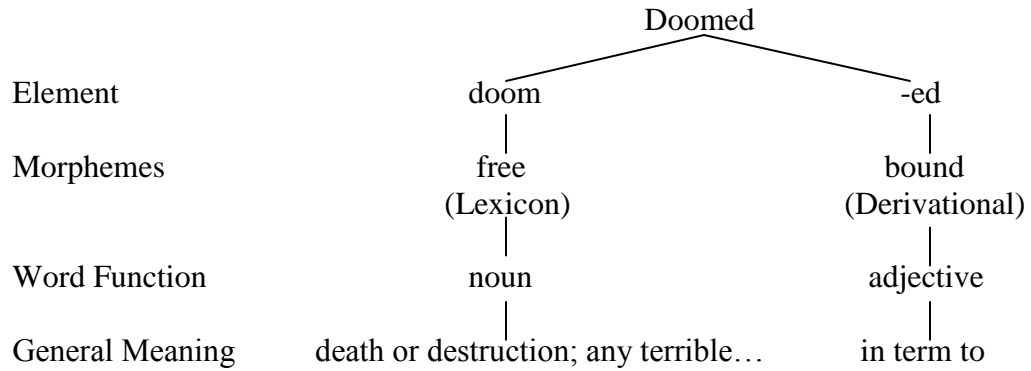 Doomed
Element doom -ed
Morphemes free bound
(Lexicon) (Derivational)
Word Function noun adjective
General Meaning death or destruction; any terrible… in term to